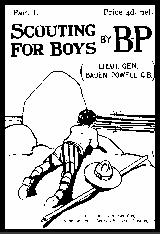 Part I. Price 4d. net.
SCOUTING
FOR BOYS
BY BP
LIEUT. GEN.
BADEN POWELL C.B.